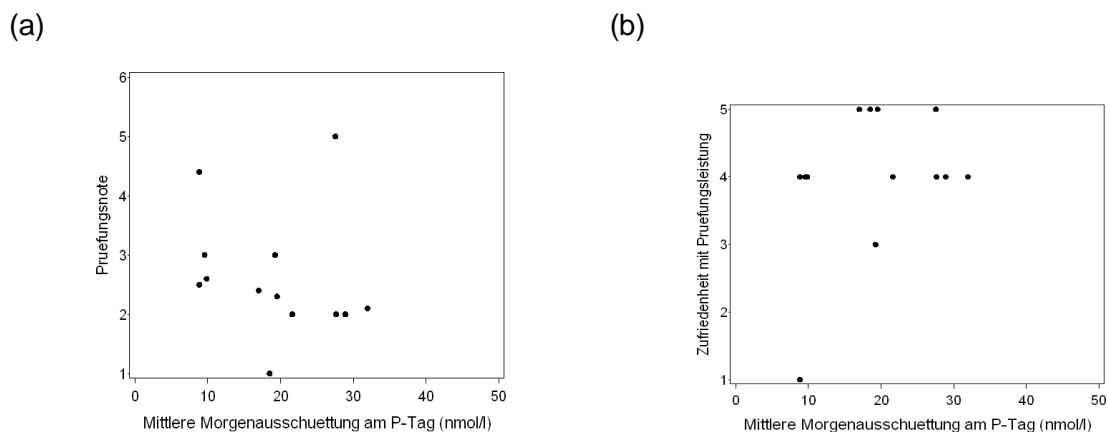 (a)
(b)
Pruefungsnote
6
5
4
3
2
1
0 10 20 30 40 50
Mittlere Morgenausschuettung am P-Tag (nmol/l)
Zufriedenheit mit Pruefungsleistung
5
4
3
2
1
0 10 20 30 40 50
Mittlere Morgenausschuettung am P-Tag (nmol/l)